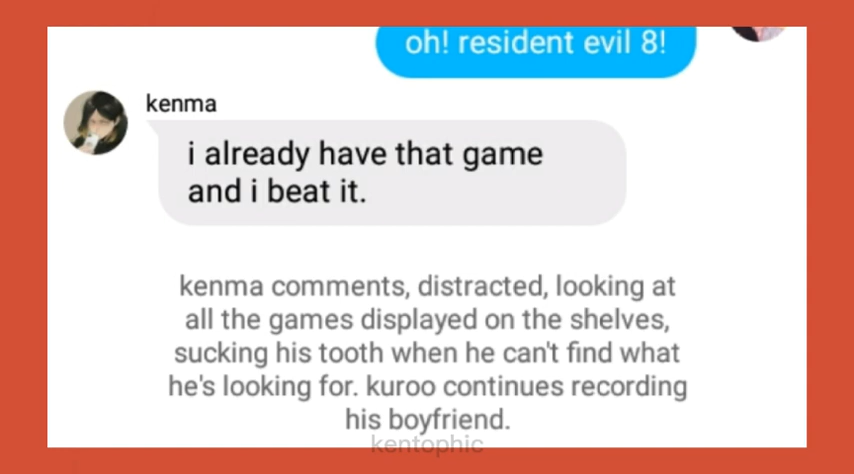 oh! resident evil 8!
kenma
i already have that game
and i beat it.
kenma comments, distracted, looking at
all the games displayed on the shelves,
sucking his tooth when he can't find what
he's looking for. kuroo continues recording
his boyfriend.
kentophic